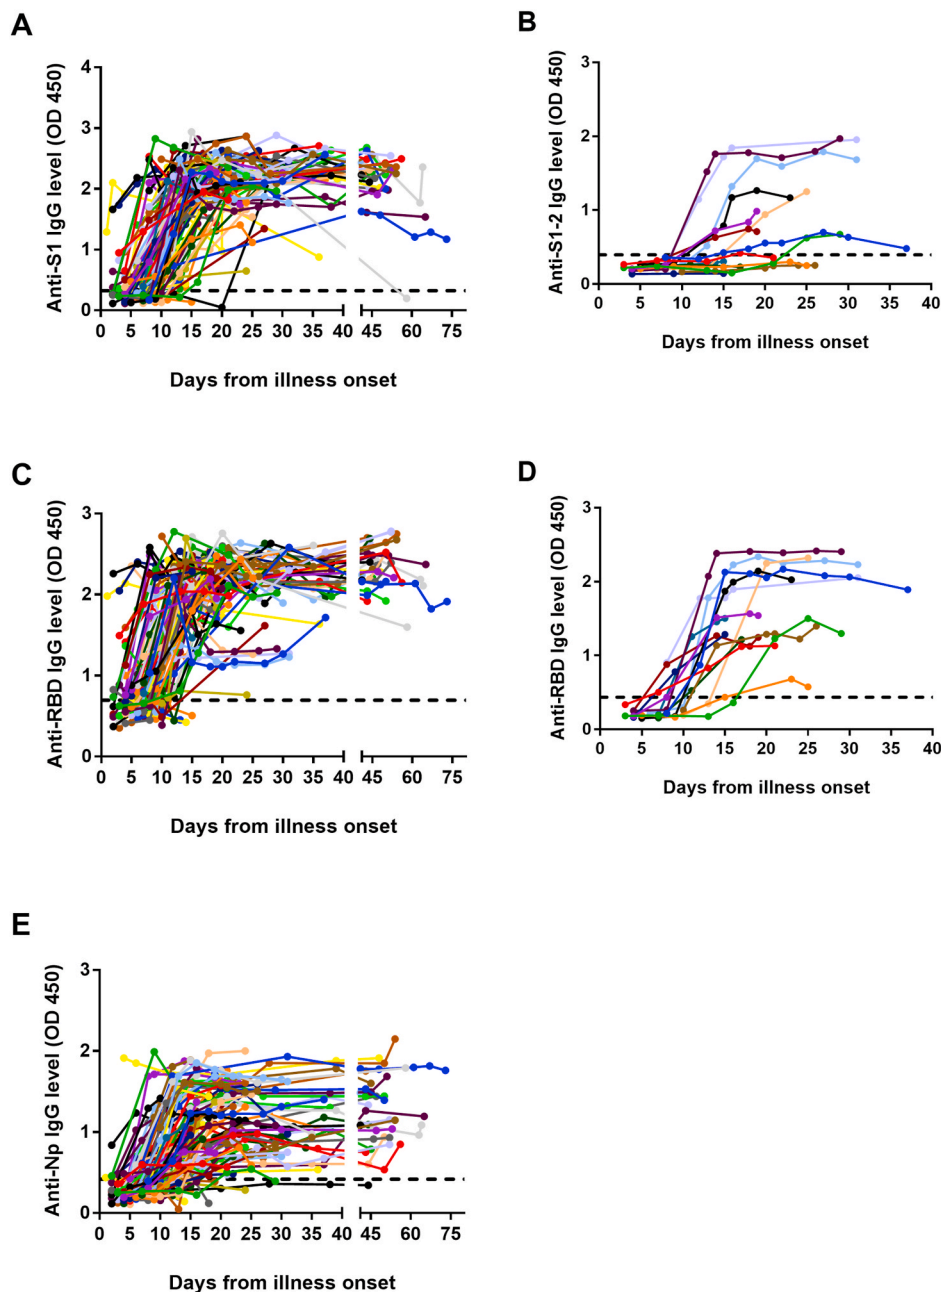 A
Anti-S1 IgG level (OD 450)
4
3
2
1
0
0 5 10 15 20 25 30 35 40 45 60 75
Days from illness onset
B
Anti-S1-2 IgG level (OD 450)
3
2
1
0
0 5 10 15 20 25 30 35 40
Days from illness onset
C
Anti-RBD IgG level (OD 450)
3
2
1
0
0 5 10 15 20 25 30 35 40 45 60 75
Days from illness onset
D
Anti-RBD IgG level (OD 450)
3
2
1
0
0 5 10 15 20 25 30 35 40
Days from illness onset
E
Anti-Np IgG level (OD 450)
3
2
1
0
0 5 10 15 20 25 30 35 40 45 60 75
Days from illness onset